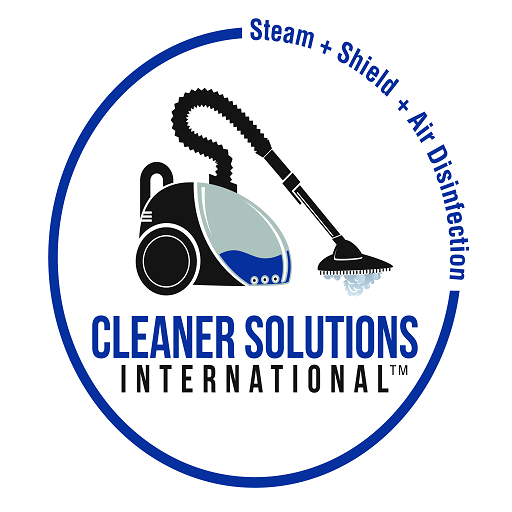 Steam + Shield + Air Disinfection
CLEANER SOLUTIONS
INTERNATIONAL™